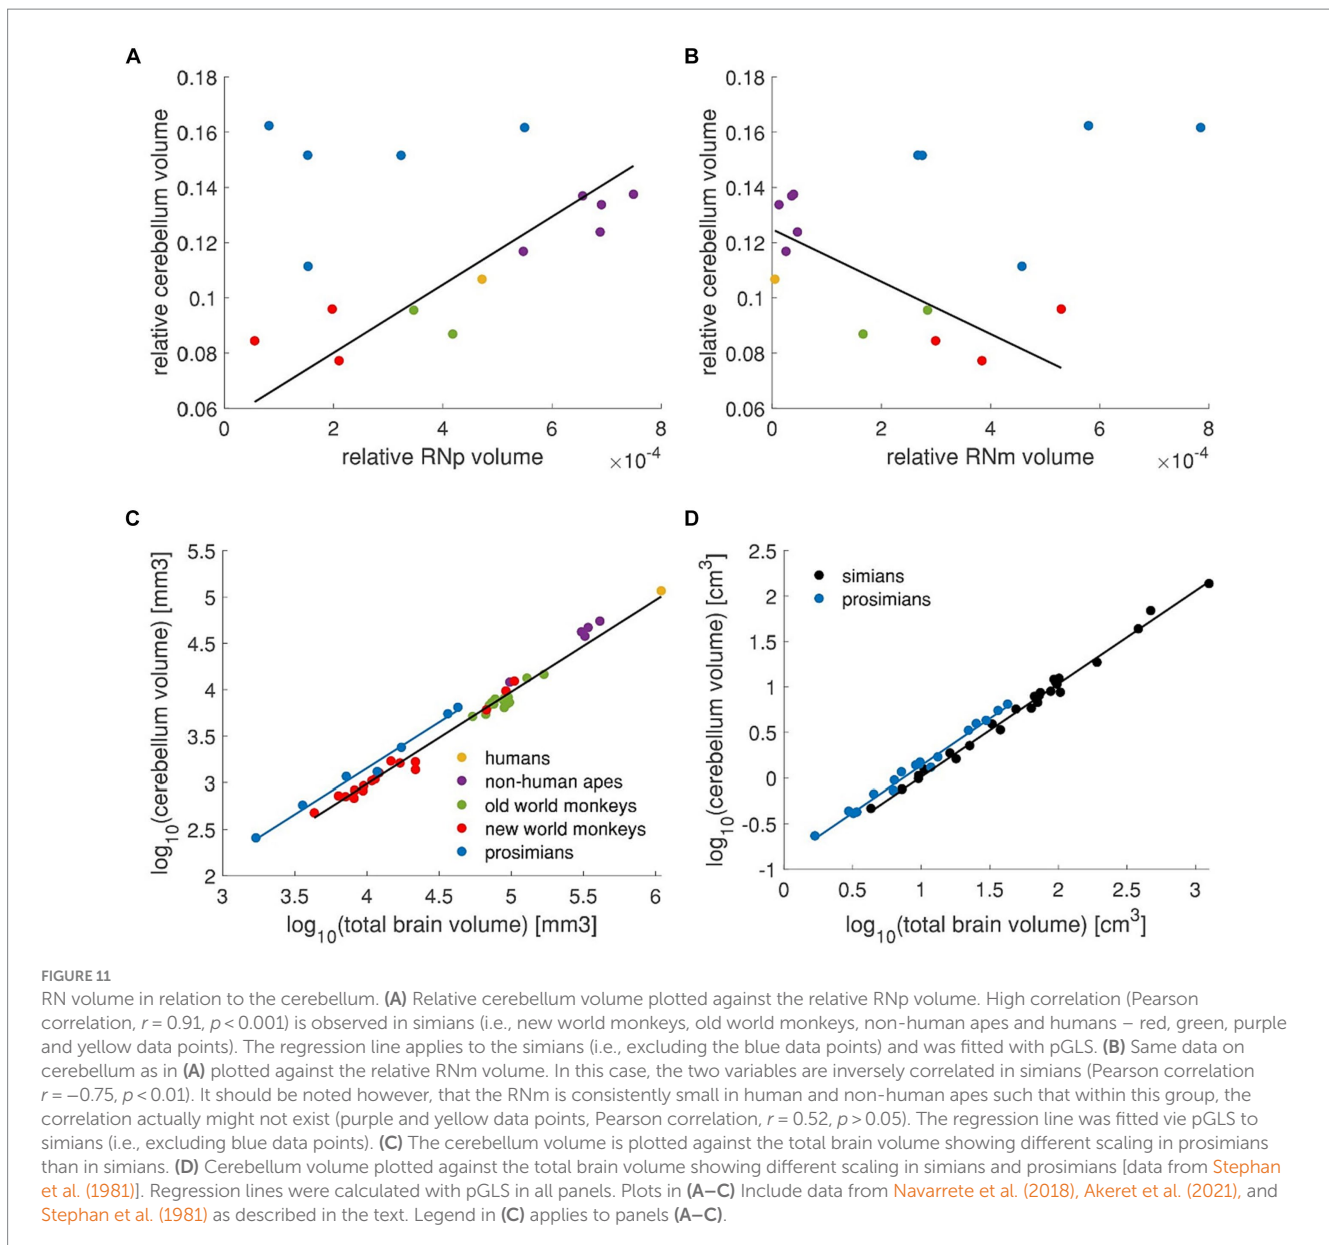 A
0.18
0.16
0.14
0.12
0.1
0.08
0.06
relative cerebellum volume
0 2 4 6 8
relative RNp volume ×10-4
B
0.18
0.16
0.14
0.12
0.1
0.08
0.06
relative cerebellum volume
0 2 4 6 8
relative RNm volume ×10-4
C
5.5
5
4.5
4
3.5
3
2.5
2
log10(cerebellum volume) [mm3]
humans
non-human apes
old world monkeys
new world monkeys
prosimians
3 3.5 4 4.5 5 5.5 6
log10(total brain volume) [mm3]
D
2.5
2
1.5
1
0.5
0
-0.5
-1
log10(cerebellum volume) [cm3]
simians
prosimians
0 0.5 1 1.5 2 2.5 3
log10(total brain volume) [cm3]
FIGURE 11
RN volume in relation to the cerebellum. (A) Relative cerebellum volume plotted against the relative RNp volume. High correlation (Pearson
correlation, r = 0.91, p < 0.001) is observed in simians (i.e., new world monkeys, old world monkeys, non-human apes and humans – red, green, purple
and yellow data points). The regression line applies to the simians (i.e., excluding the blue data points) and was fitted with pGLS. (B) Same data on
cerebellum as in (A) plotted against the relative RNm volume. In this case, the two variables are inversely correlated in simians (Pearson correlation
r = −0.75, p < 0.01). It should be noted however, that the RNm is consistently small in human and non-human apes such that within this group, the
correlation actually might not exist (purple and yellow data points, Pearson correlation, r = 0.52, p > 0.05). The regression line was fitted vie pGLS to
simians (i.e., excluding blue data points). (C) The cerebellum volume is plotted against the total brain volume showing different scaling in prosimians
than in simians. (D) Cerebellum volume plotted against the total brain volume showing different scaling in simians and prosimians [data from Stephan
et al. (1981)]. Regression lines were calculated with pGLS in all panels. Plots in (A–C) Include data from Navarrete et al. (2018), Akeret et al. (2021), and
Stephan et al. (1981) as described in the text. Legend in (C) applies to panels (A–C).